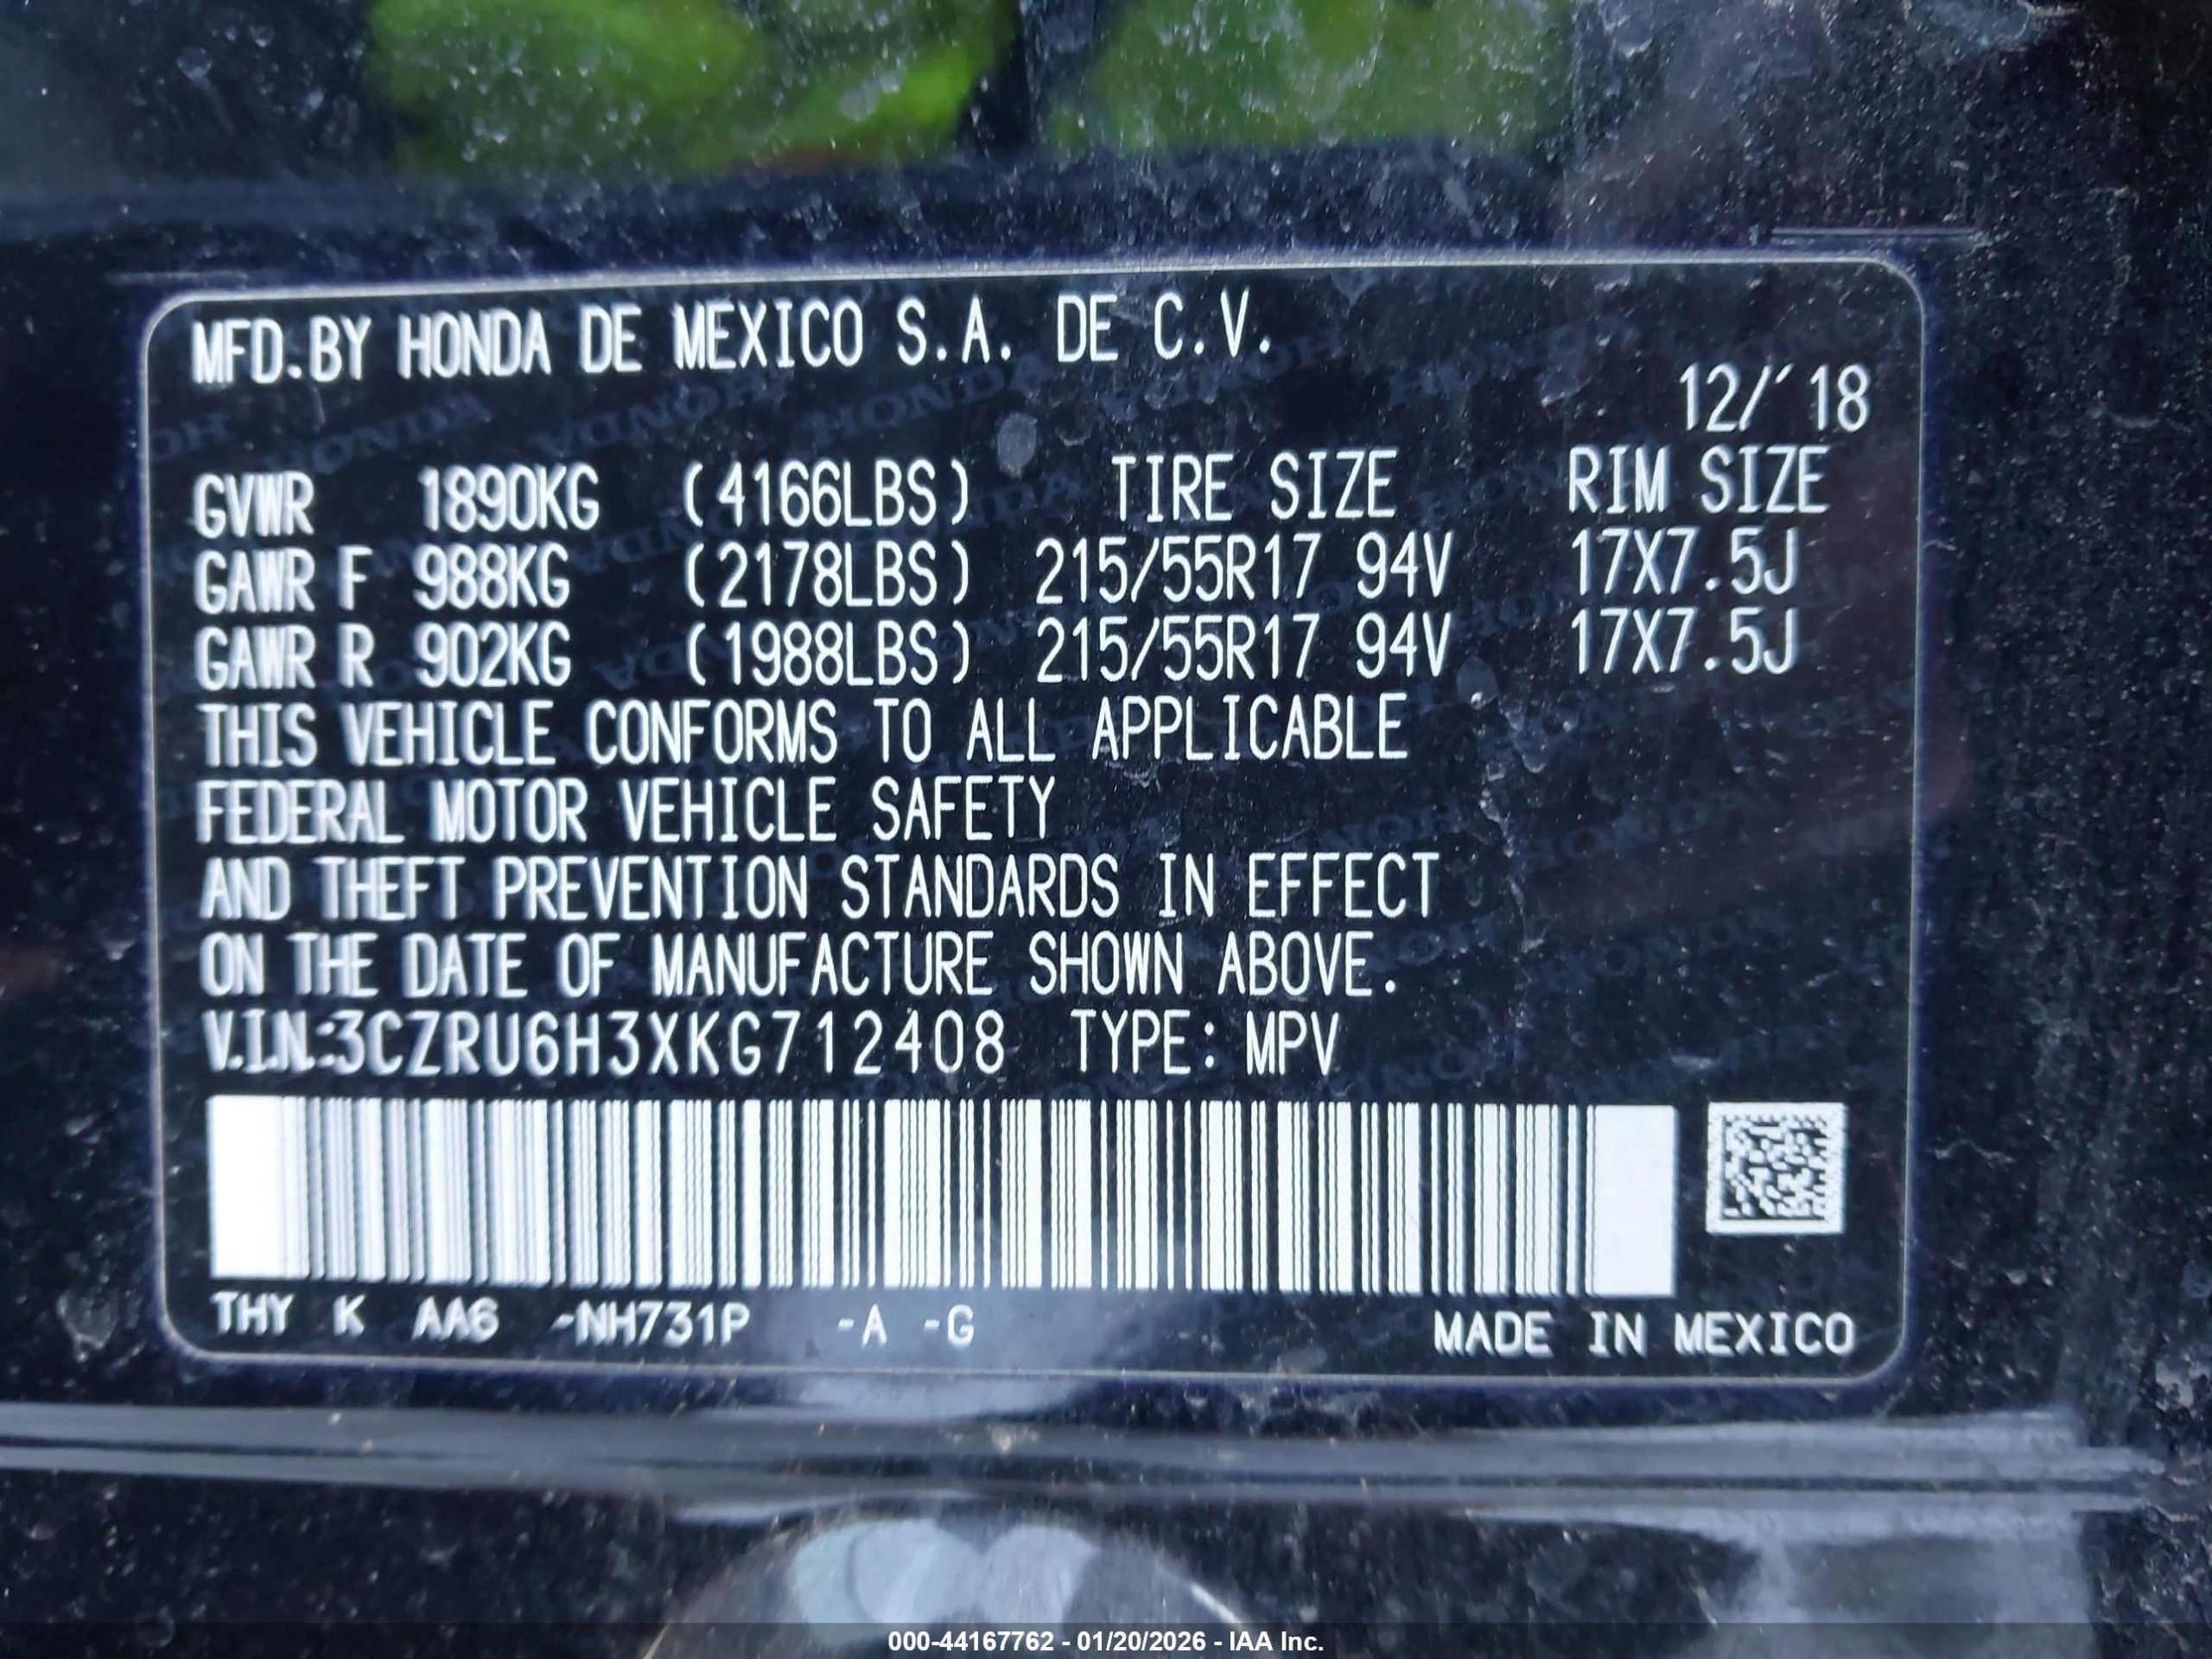 MFD.BY HONDA DE MEXICO S.A. DE C.V.
12/'18
GVWR 1890KG (4166LBS) TIRE SIZE RIM SIZE
GAWR F 988KG (2178LBS) 215/55R17 94V 17X7.5J
GAWR R 902KG (1988LBS) 215/55R17 94V 17X7.5J
THIS VEHICLE CONFORMS TO ALL APPLICABLE
FEDERAL MOTOR VEHICLE SAFETY
AND THEFT PREVENTION STANDARDS IN EFFECT
ON THE DATE OF MANUFACTURE SHOWN ABOVE.
V.I.N.:3CZRU6H3XKG712408 TYPE: MPV
THY K AA6 -NH731P -A -G MADE IN MEXICO
000-44167762 - 01/20/2026 - IAA Inc.